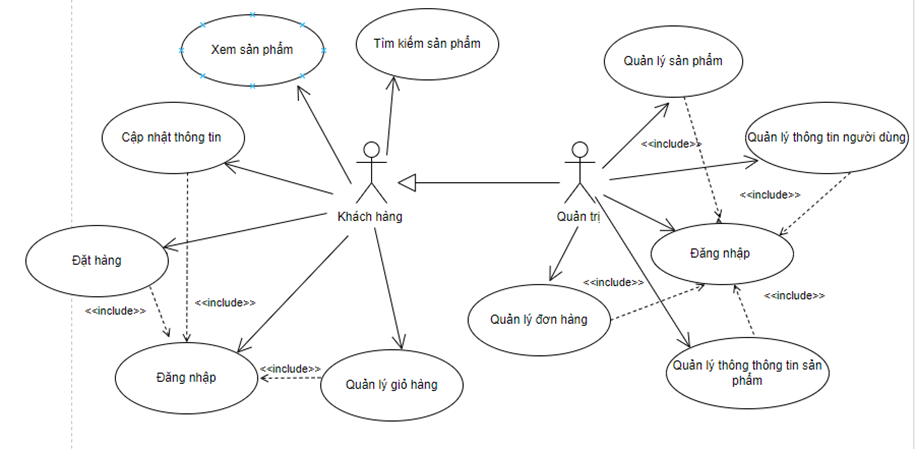 Xem sản phẩm
Tìm kiếm sản phẩm
Quản lý sản phẩm
Cập nhật thông tin
<<include>>
Quản lý thông tin người dùng
<<include>>
Khách hàng
Quản trị
Đặt hàng
Đăng nhập
<<include>>
<<include>>
<<include>>
<<include>>
Quản lý đơn hàng
Đăng nhập
<<include>>
Quản lý giỏ hàng
Quản lý thông thông tin sản
phẩm